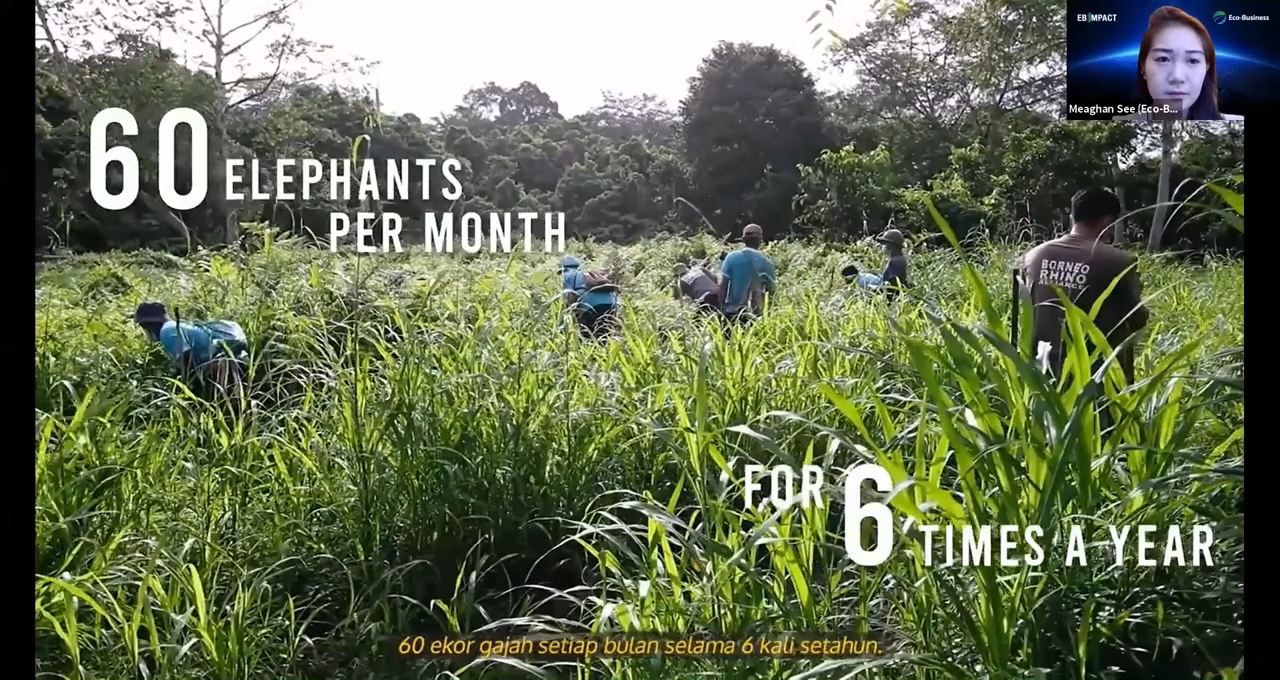 EB IMPACT
Eco-Business
Meaghan See (Eco-B...
60 ELEPHANTS
PER MONTH
BORNEO
RHINO
ALLIANCE
FOR 6 TIMES A YEAR
60 ekor gajah setiap bulan selama 6 kali setahun.